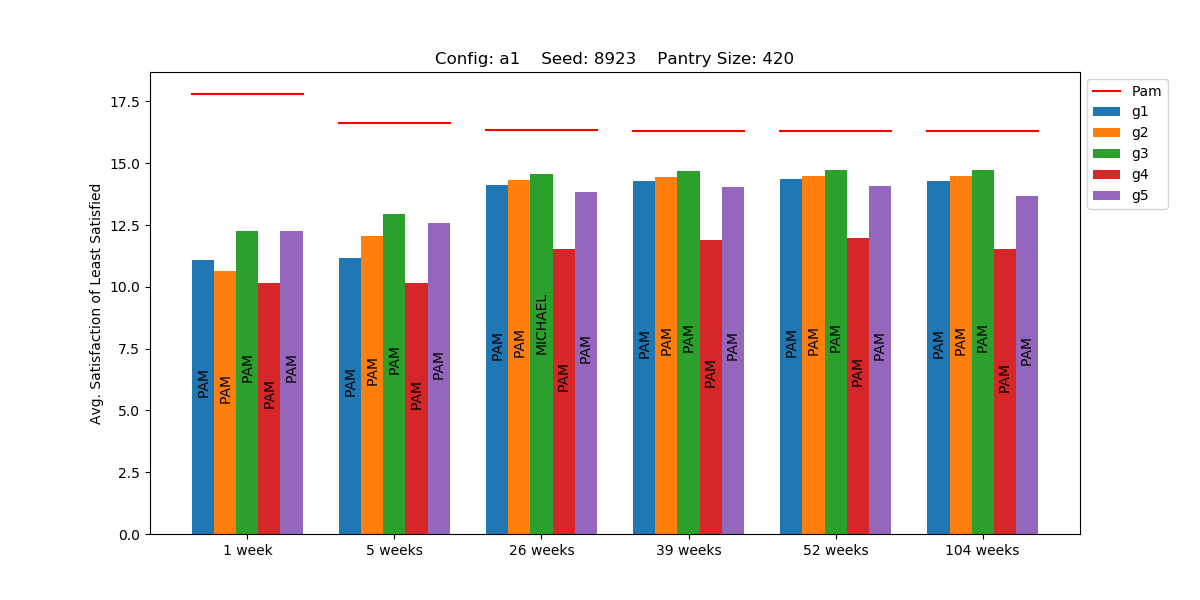 Config: a1    Seed: 8923    Pantry Size: 420
Avg. Satisfaction of Least Satisfied
17.5
15.0
12.5
10.0
7.5
5.0
2.5
0.0
PAM PAM PAM PAM PAM
PAM PAM PAM PAM PAM
PAM PAM MICHAEL PAM PAM
PAM PAM PAM PAM PAM
PAM PAM PAM PAM PAM
PAM PAM PAM PAM PAM
1 week 5 weeks 26 weeks 39 weeks 52 weeks 104 weeks
Pam
g1
g2
g3
g4
g5